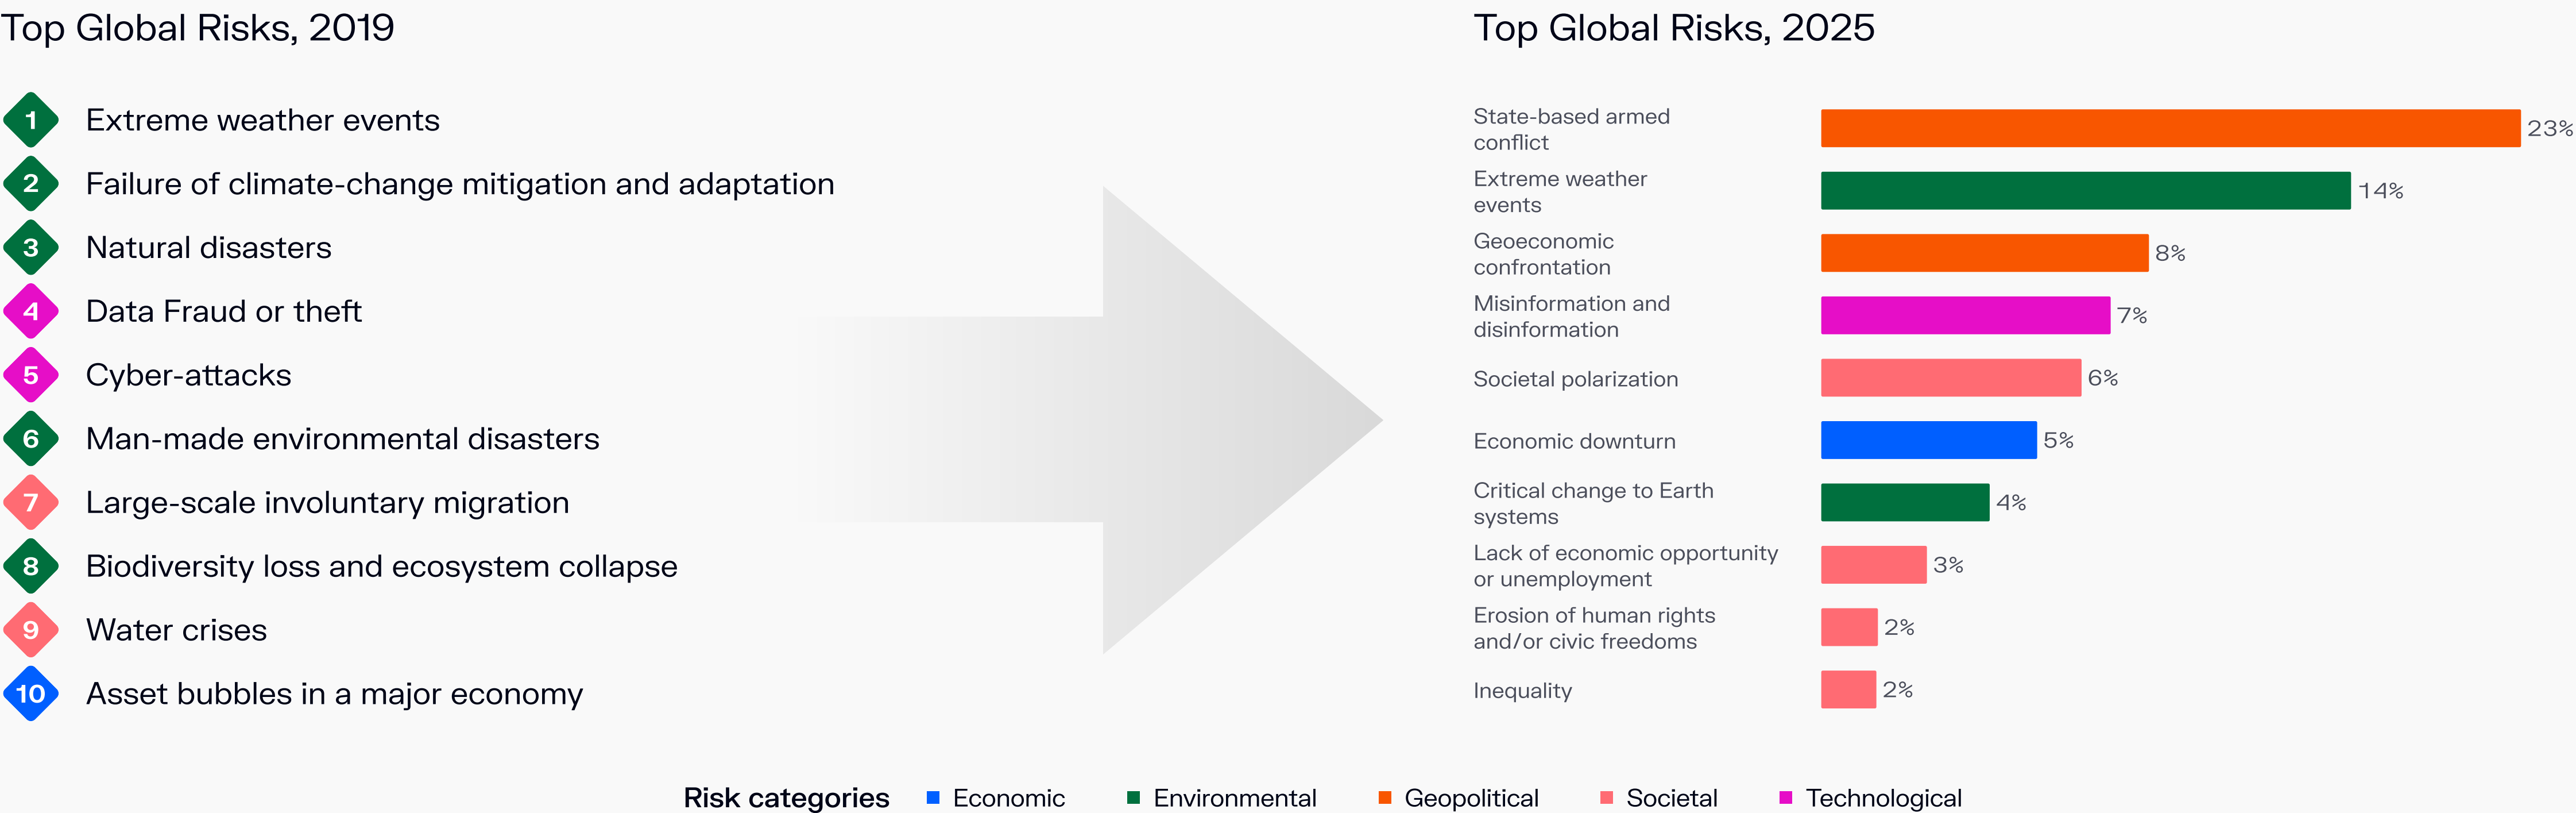 Top Global Risks, 2019
1 Extreme weather events
2 Failure of climate-change mitigation and adaptation
3 Natural disasters
4 Data Fraud or theft
5 Cyber-attacks
6 Man-made environmental disasters
7 Large-scale involuntary migration
8 Biodiversity loss and ecosystem collapse
9 Water crises
10 Asset bubbles in a major economy
Top Global Risks, 2025
State-based armed
conflict
23%
Extreme weather
events
14%
Geoeconomic
confrontation
8%
Misinformation and
disinformation
7%
Societal polarization
6%
Economic downturn
5%
Critical change to Earth
systems
4%
Lack of economic opportunity
or unemployment
3%
Erosion of human rights
and/or civic freedoms
2%
Inequality
2%
Risk categories Economic Environmental Geopolitical Societal Technological